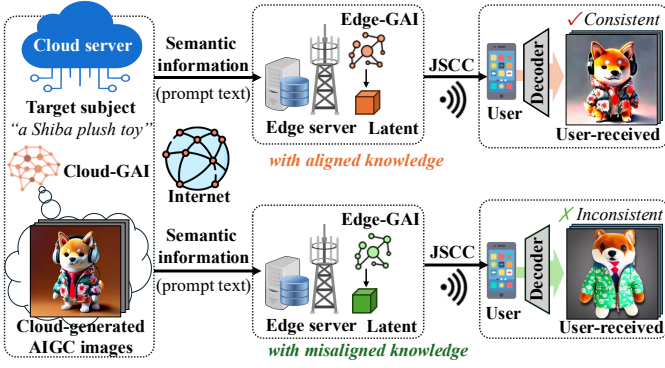 Cloud server
Target subject
“a Shiba plush toy”
Cloud-GAI
Cloud-generated
AIGC images
Semantic
information
(prompt text)
Internet
Semantic
information
(prompt text)
Edge-GAI
Edge server
Latent
with aligned knowledge
JSCC
✓Consistent
User
Decoder
User-received
Edge-GAI
Edge server
Latent
with misaligned knowledge
JSCC
✗ Inconsistent
User
Decoder
User-received